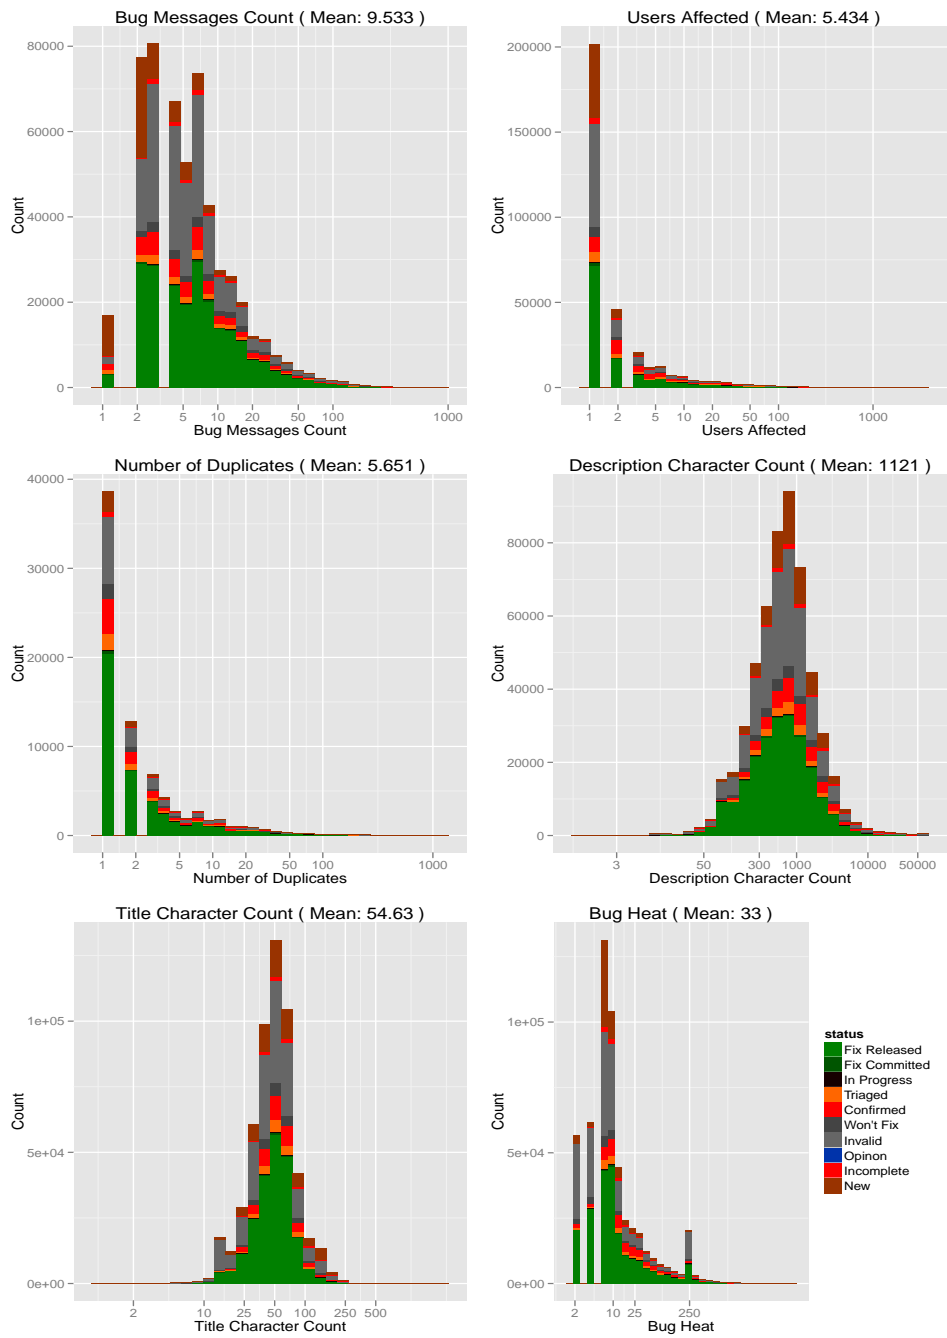 Bug Messages Count ( Mean: 9.533 )
80000
60000
40000
20000
0
Count
1 2 5 10 20 50 100 1000
Bug Messages Count
Users Affected ( Mean: 5.434 )
200000
150000
100000
50000
0
Count
1 2 5 10 20 50 100 1000
Users Affected
Number of Duplicates ( Mean: 5.651 )
40000
30000
20000
10000
0
Count
1 2 5 10 20 50 100 1000
Number of Duplicates
Description Character Count ( Mean: 1121 )
80000
60000
40000
20000
0
Count
3 50 300 1000 10000 50000
Description Character Count
Title Character Count ( Mean: 54.63 )
1e+05
5e+04
0e+00
Count
2 10 25 50 100 250 500
Title Character Count
Bug Heat ( Mean: 33 )
1e+05
5e+04
0e+00
Count
2 10 25 250
Bug Heat
status
Fix Released
Fix Committed
In Progress
Triaged
Confirmed
Won't Fix
Invalid
Opinon
Incomplete
New